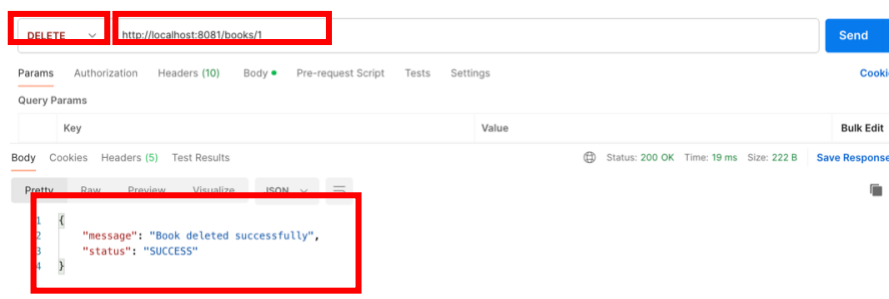 DELETE http://localhost:8081/books/1 Send
Params Authorization Headers (10) Body Pre-request Script Tests Settings Cooki
Query Params
Key Value Bulk Edit
Body Cookies Headers (5) Test Results Status: 200 OK Time: 19 ms Size: 222 B Save Response
Pretty Raw Preview Visualize JSON
1 {
2 "message": "Book deleted successfully",
3 "status": "SUCCESS"
4 }